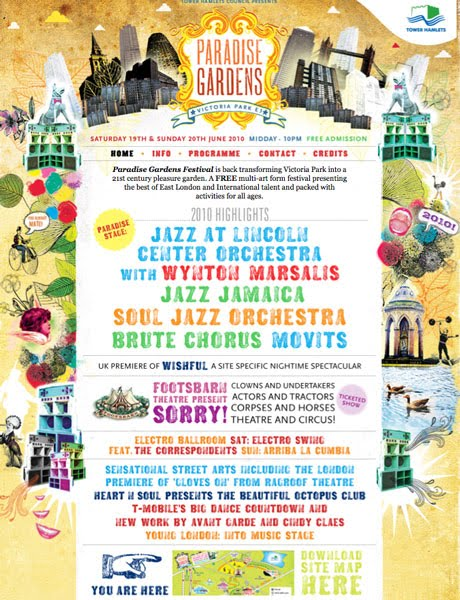 TOWER HAMLETS COUNCIL PRESENTS
TOWER HAMLETS
PARADISE
GARDENS
VICTORIA PARK E3
SATURDAY 19TH & SUNDAY 20TH JUNE 2010 MIDDAY - 10PM FREE ADMISSION
HOME • INFO • PROGRAMME • CONTACT • CREDITS
Paradise Gardens Festival is back transforming Victoria Park into a
21st century pleasure garden. A FREE multi-art form festival presenting
the best of East London and International talent and packed with
activities for all ages.
2010 HIGHLIGHTS
PARADISE
STAGE:
2010!
JAZZ AT LINCOLN
CENTER ORCHESTRA
WITH WYNTON MARSALIS
JAZZ JAMAICA
SOUL JAZZ ORCHESTRA
BRUTE CHORUS MOVITS
UK PREMIERE OF WISHFUL A SITE SPECIFIC NIGHTIME SPECTACULAR
FOOTSBARN
THEATRE PRESENT
SORRY!
CLOWNS AND UNDERTAKERS
ACTORS AND TRACTORS
CORPSES AND HORSES
THEATRE AND CIRCUS!
TICKETED
SHOW
ELECTRO BALLROOM SAT: ELECTRO SWING
FEAT. THE CORRESPONDENTS SUN: ARRIBA LA CUMBIA
SENSATIONAL STREET ARTS INCLUDING THE LONDON
PREMIERE OF 'CLOVES ON' FROM RAGROOF THEATRE
HEART N SOUL PRESENTS THE BEAUTIFUL OCTOPUS CLUB
T-MOBILE'S BIG DANCE COUNTDOWN AND
NEW WORK BY AVANT GARDE AND CINDY CLAES
YOUNG LONDON: INTO MUSIC STAGE
YOU ARE HERE
DOWNLOAD
SITE MAP
HERE